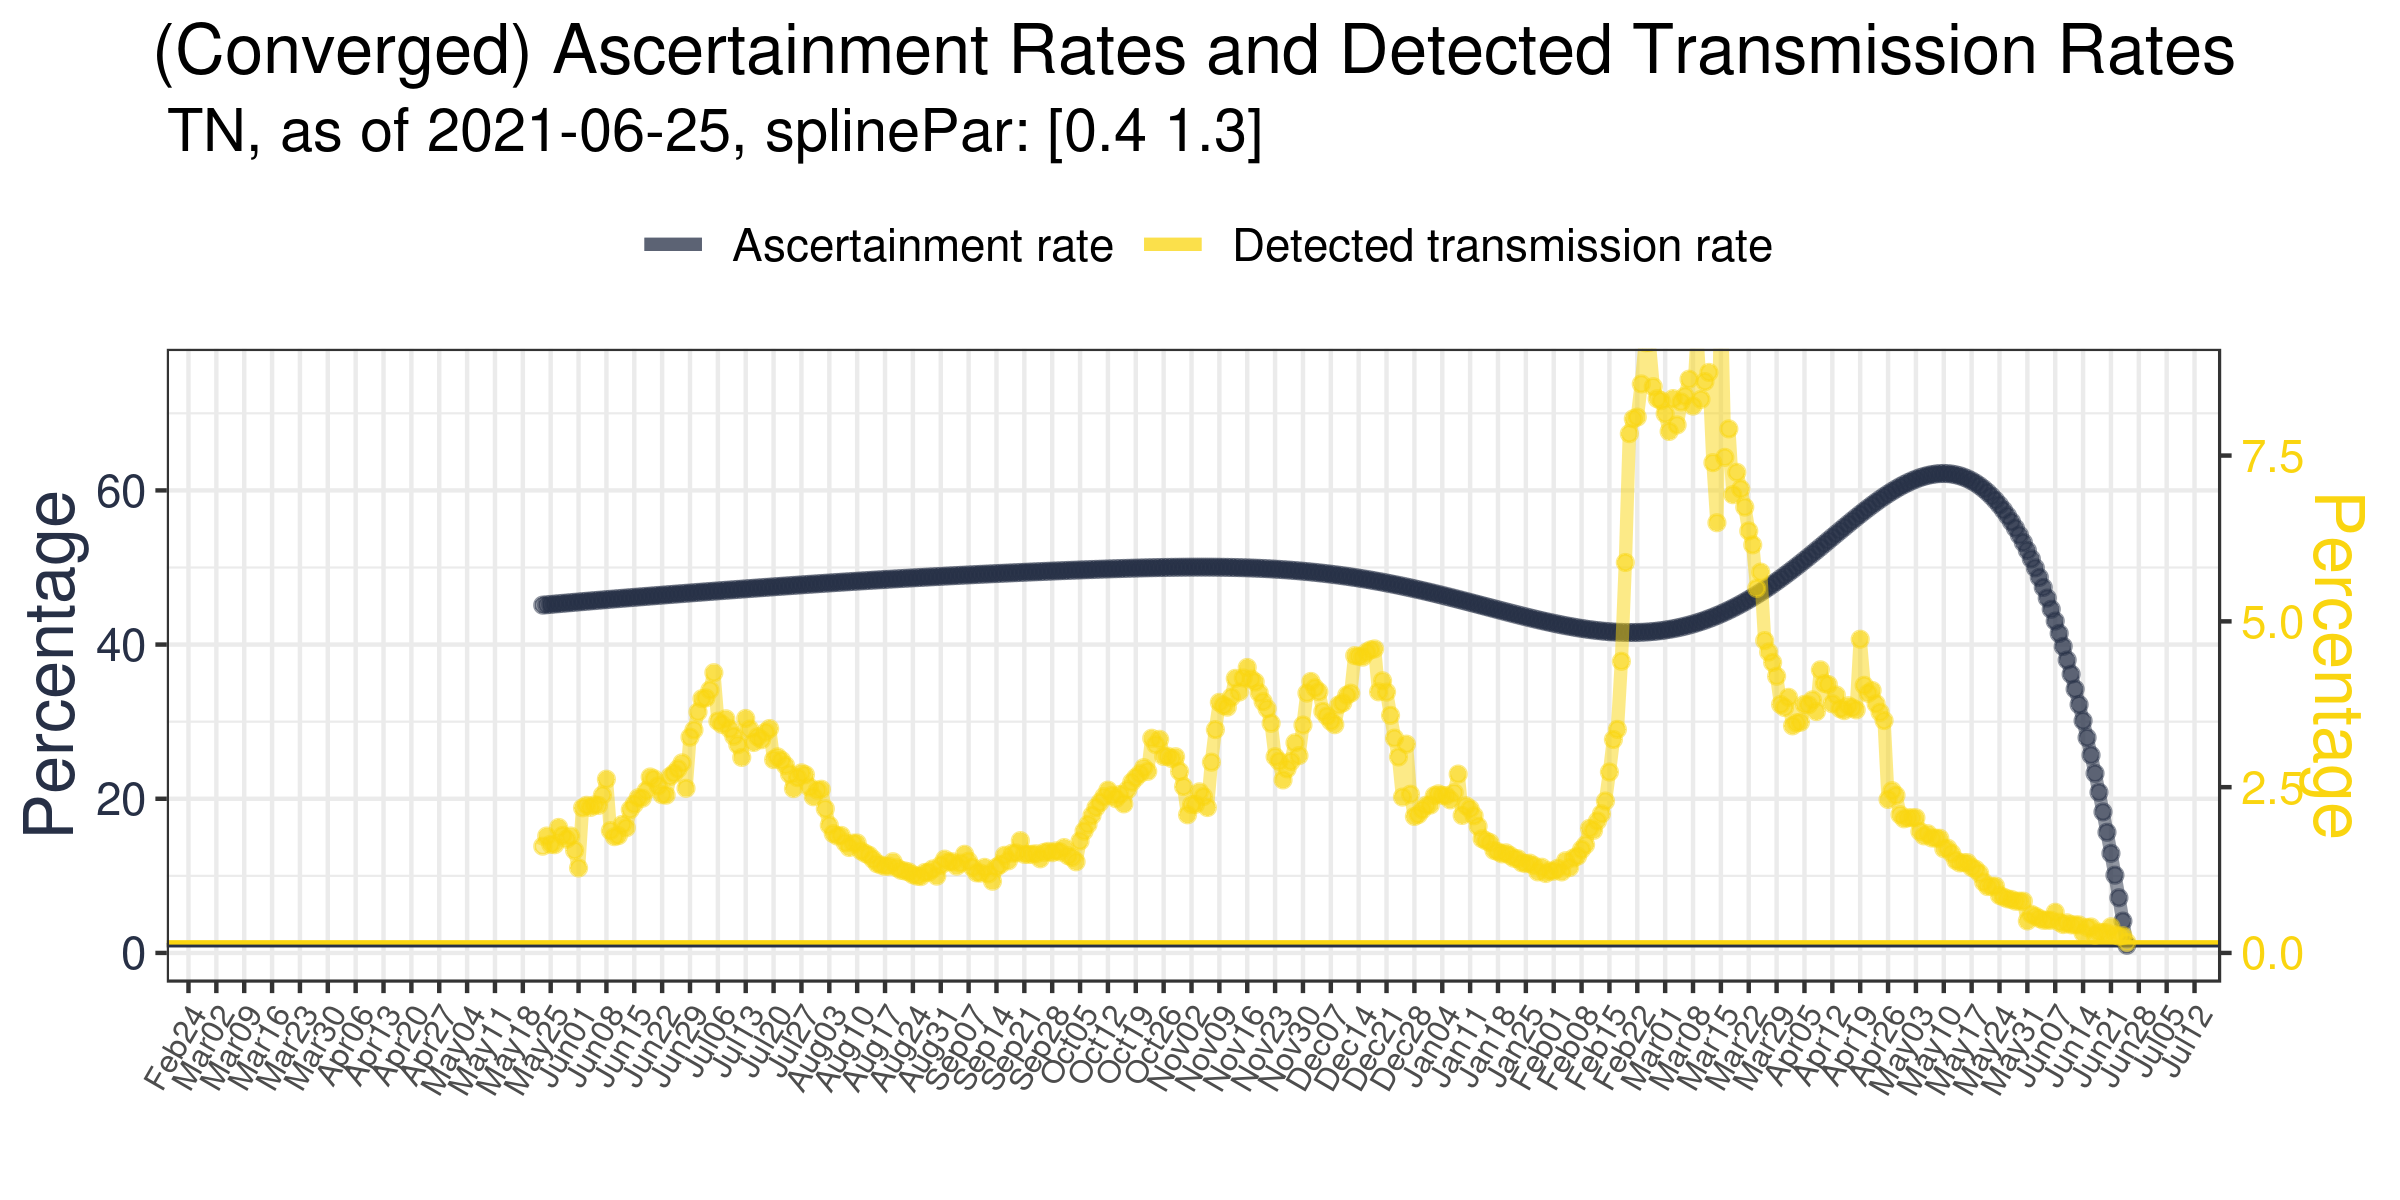 (Converged) Ascertainment Rates and Detected Transmission Rates
TN, as of 2021-06-25, splinePar: [0.4 1.3]
Ascertainment rate
Detected transmission rate
Percentage
60
40
20
0
7.5
5.0
2.5
0.0
Percentage
Feb24
Mar02
Mar09
Mar16
Mar23
Mar30
Apr06
Apr13
Apr20
Apr27
May04
May11
May18
May25
Jun01
Jun08
Jun15
Jun22
Jun29
Jul06
Jul13
Jul20
Jul27
Aug03
Aug10
Aug17
Aug24
Aug31
Sep07
Sep14
Sep21
Sep28
Oct05
Oct12
Oct19
Oct26
Nov02
Nov09
Nov16
Nov23
Nov30
Dec07
Dec14
Dec21
Dec28
Jan04
Jan11
Jan18
Jan25
Feb01
Feb08
Feb15
Feb22
Mar01
Mar08
Mar15
Mar22
Mar29
Apr05
Apr12
Apr19
Apr26
May03
May10
May17
May24
May31
Jun07
Jun14
Jun21
Jun28
Jul05
Jul12